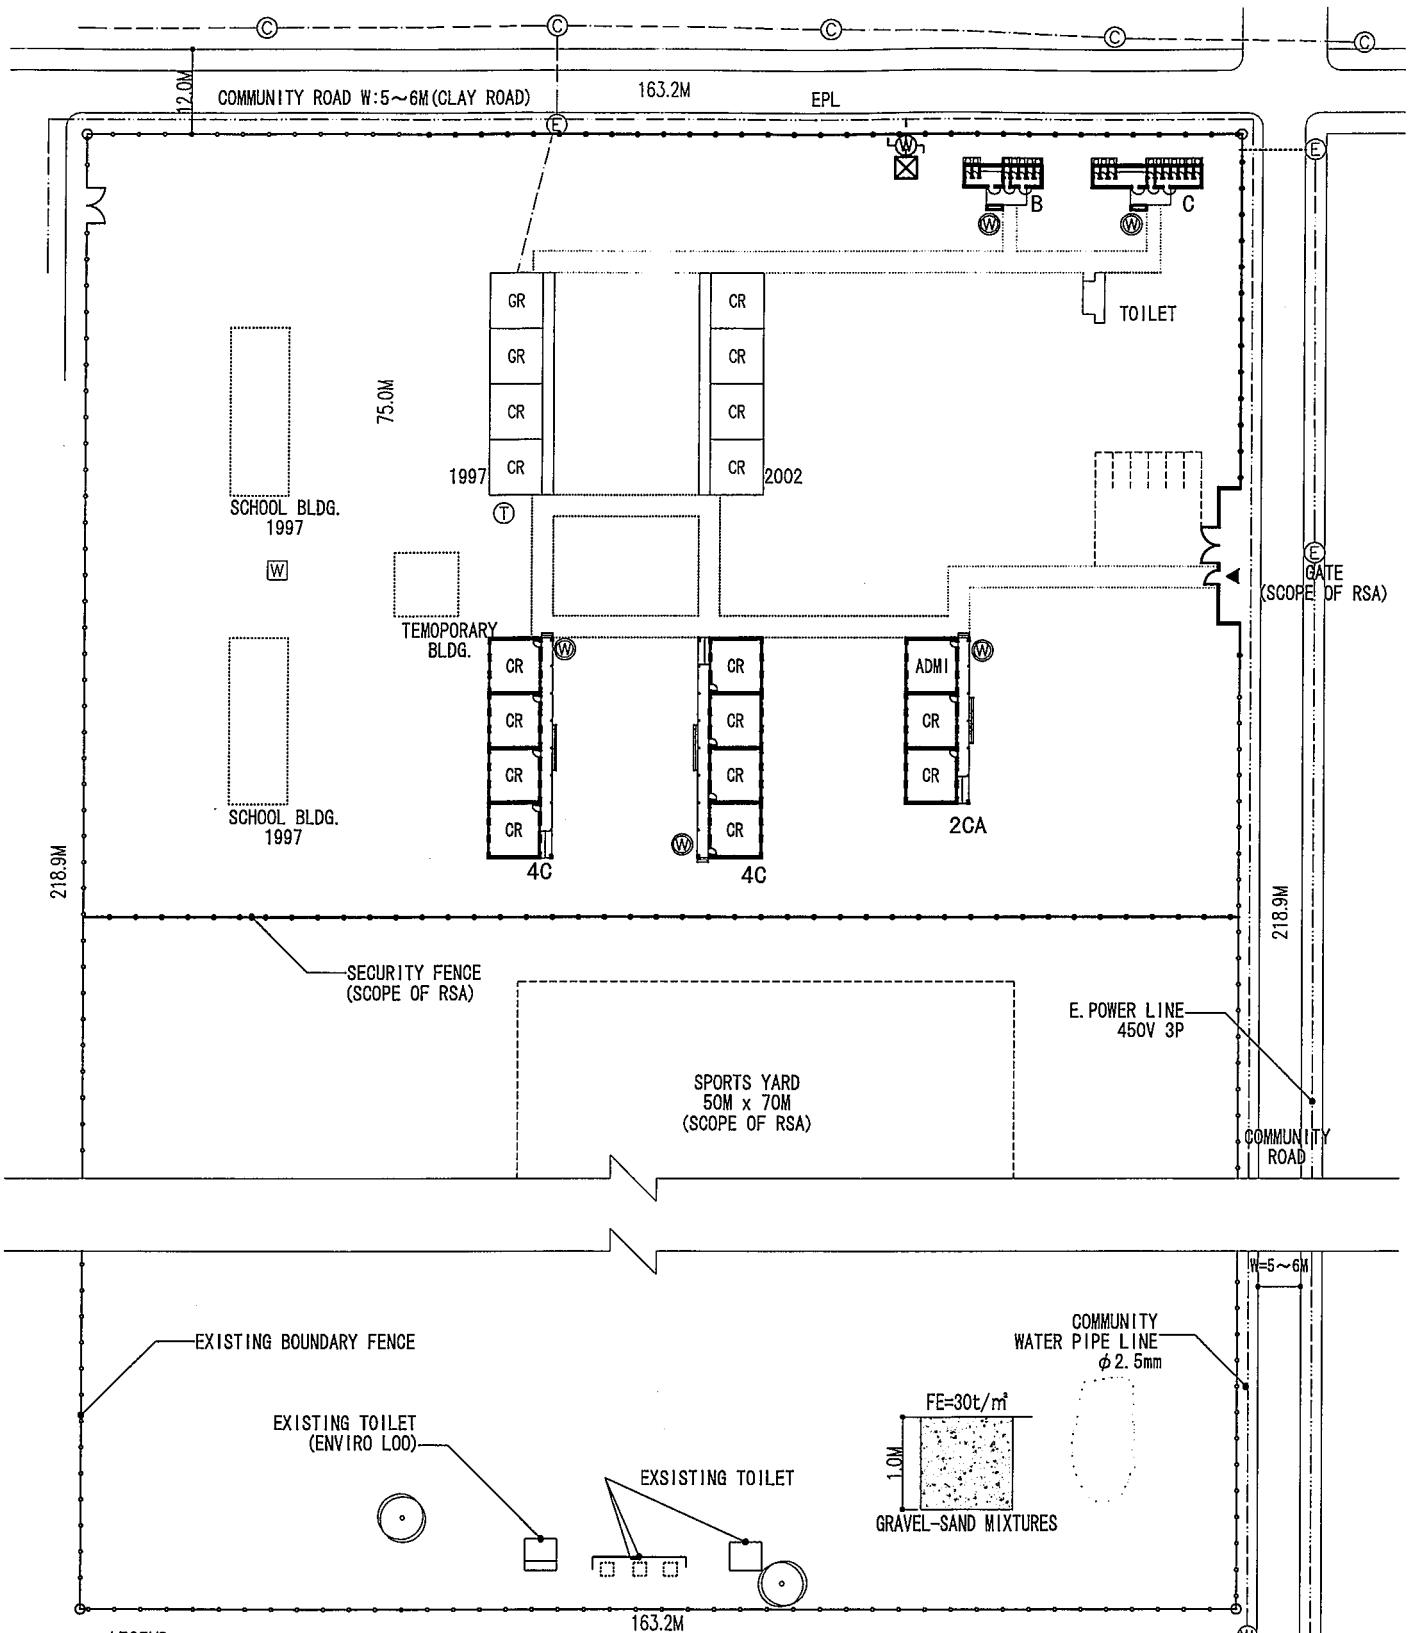 C
C
C
C
C
12.0M
COMMUNITY ROAD W:5～6M(CLAY ROAD)
163.2M
EPL
E
W
E
B
C
W
W
GR
GR
CR
CR
1997
CR
CR
CR
CR
2002
TOILET
75.0M
SCHOOL BLDG.
1997
T
W
TEMOPORARY
BLDG.
E
GATE
(SCOPE OF RSA)
CR
CR
CR
CR
4C
W
CR
CR
CR
CR
4C
W
ADMI
CR
CR
2CA
W
SCHOOL BLDG.
1997
218.9M
218.9M
SECURITY FENCE
(SCOPE OF RSA)
E.POWER LINE
450V 3P
SPORTS YARD
50M x 70M
(SCOPE OF RSA)
COMMUNITY
ROAD
W=5～6M
EXISTING BOUNDARY FENCE
COMMUNITY
WATER PIPE LINE
φ2.5mm
EXISTING TOILET
(ENVIRO LOO)
EXSISTING TOILET
FE=30t/㎡
1.0M
GRAVEL-SAND MIXTURES
163.2M
W